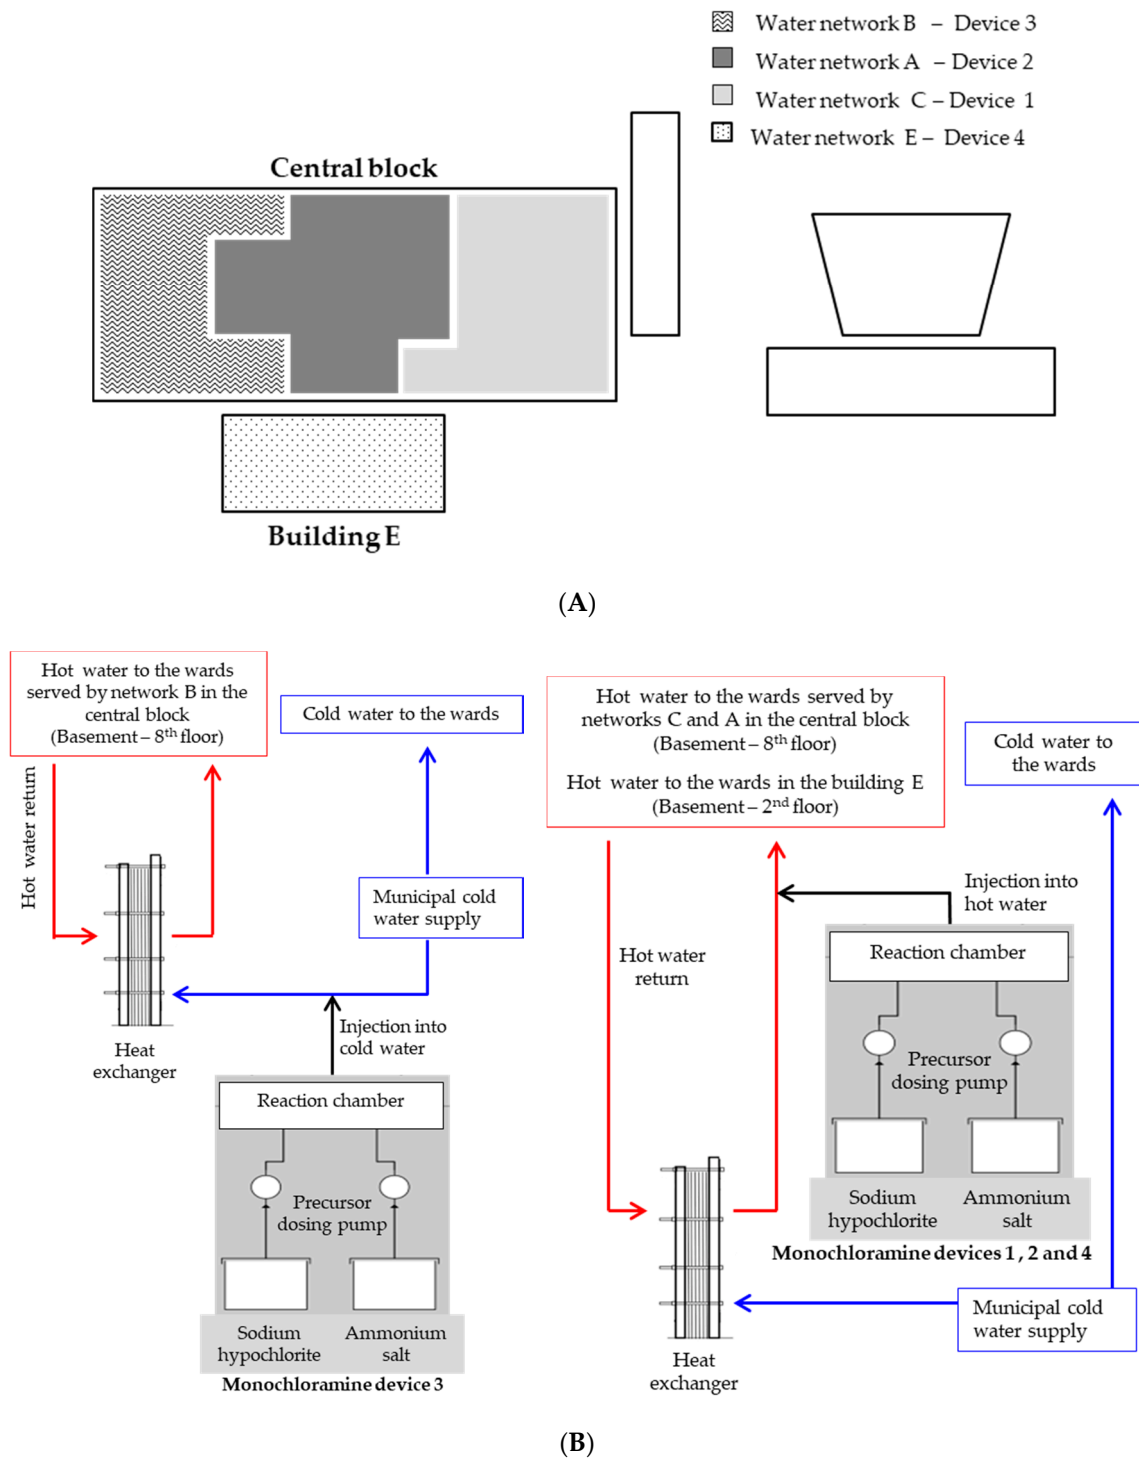 Water network B – Device 3
Water network A – Device 2
Water network C – Device 1
Water network E – Device 4
Central block
Building E
(A)
Hot water to the wards
served by network B in the
central block
(Basement – 8th floor)
Cold water to the wards
Hot water return
Municipal cold
water supply
Injection into
cold water
Heat
exchanger
Reaction chamber
Precursor
dosing pump
Sodium
hypochlorite
Ammonium
salt
Monochloramine device 3
Hot water to the wards served by
networks C and A in the central block
(Basement – 8th floor)
Hot water to the wards in the building E
(Basement – 2nd floor)
Cold water to
the wards
Injection into
hot water
Hot water
return
Reaction chamber
Precursor
dosing pump
Sodium
hypochlorite
Ammonium
salt
Monochloramine devices 1 , 2 and 4
Municipal cold
water supply
Heat
exchanger
(B)